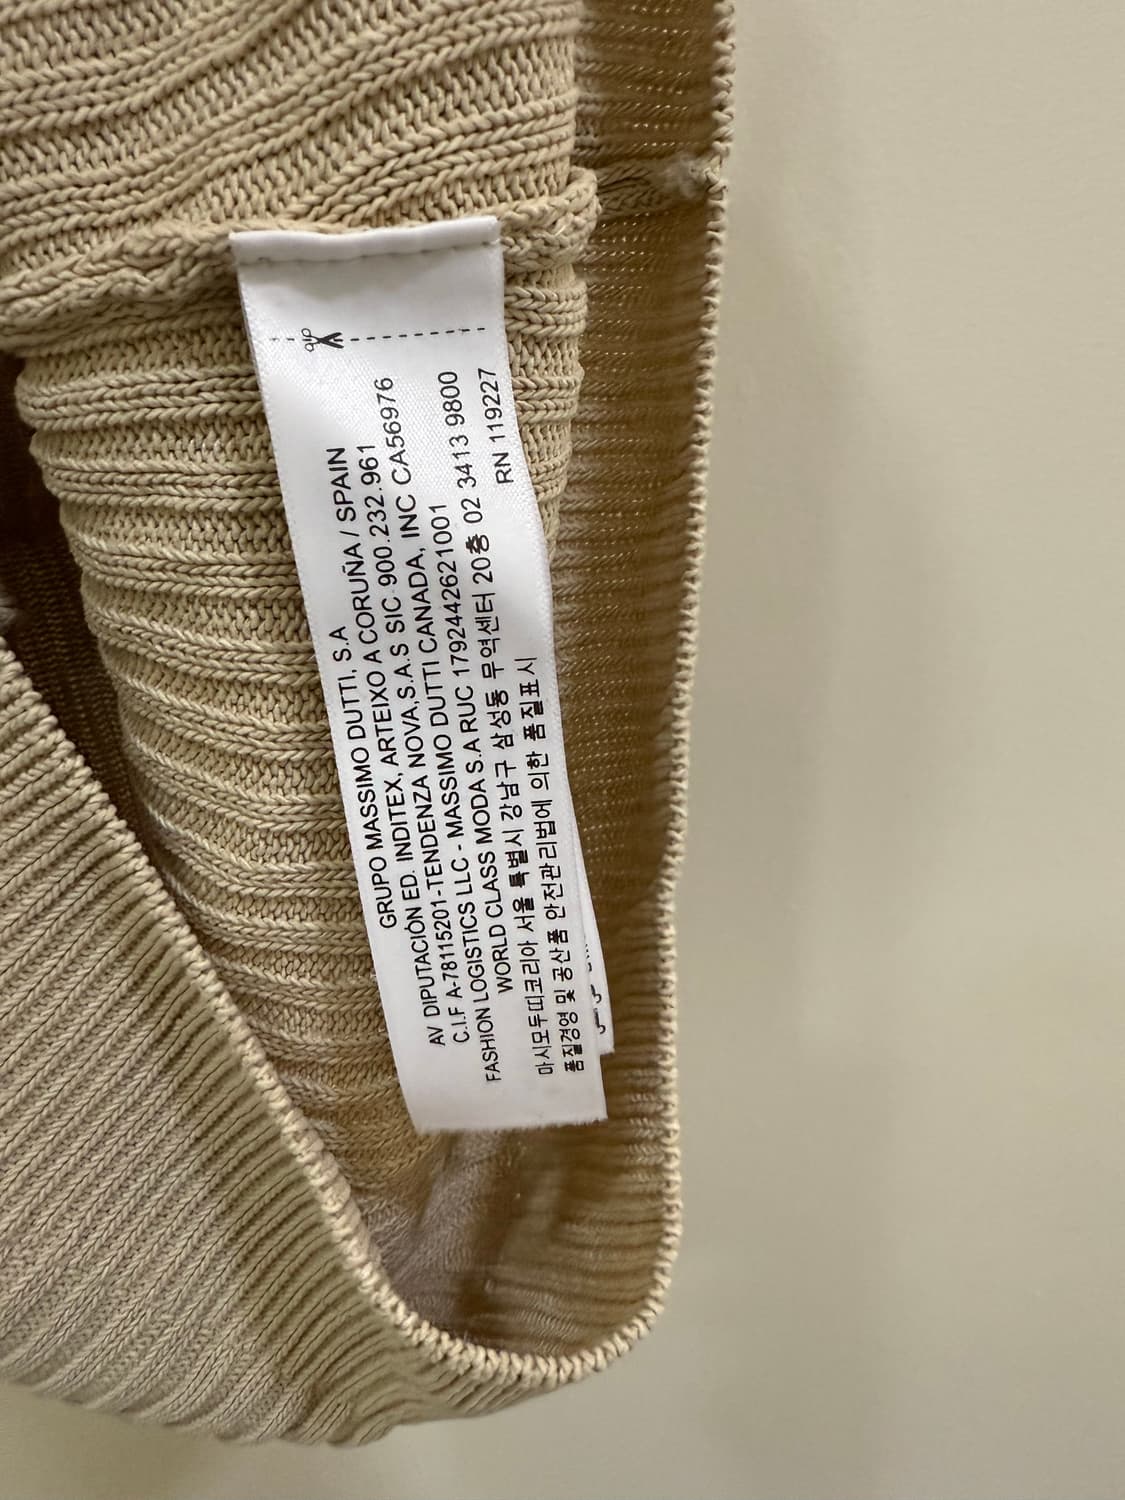 GRUPO MASSIMO DUTTI, S.A
AV DIPUTACIÓN ED. INDITEX, ARTEIXO A CORUÑA / SPAIN
C.I.F A-78115201-TENDENZA NOVA,S.A.S SIC 900.232.961
FASHION LOGISTICS LLC - MASSIMO DUTTI CANADA, INC CA56976
WORLD CLASS MODA S.A RUC 1792442621001
마시모두띠코리아 서울 특별시 강남구 삼성동 무역센터 20층 02 3413 9800
품질경영 및 공산품 안전관리법에 의한 품질표시
RN 119227